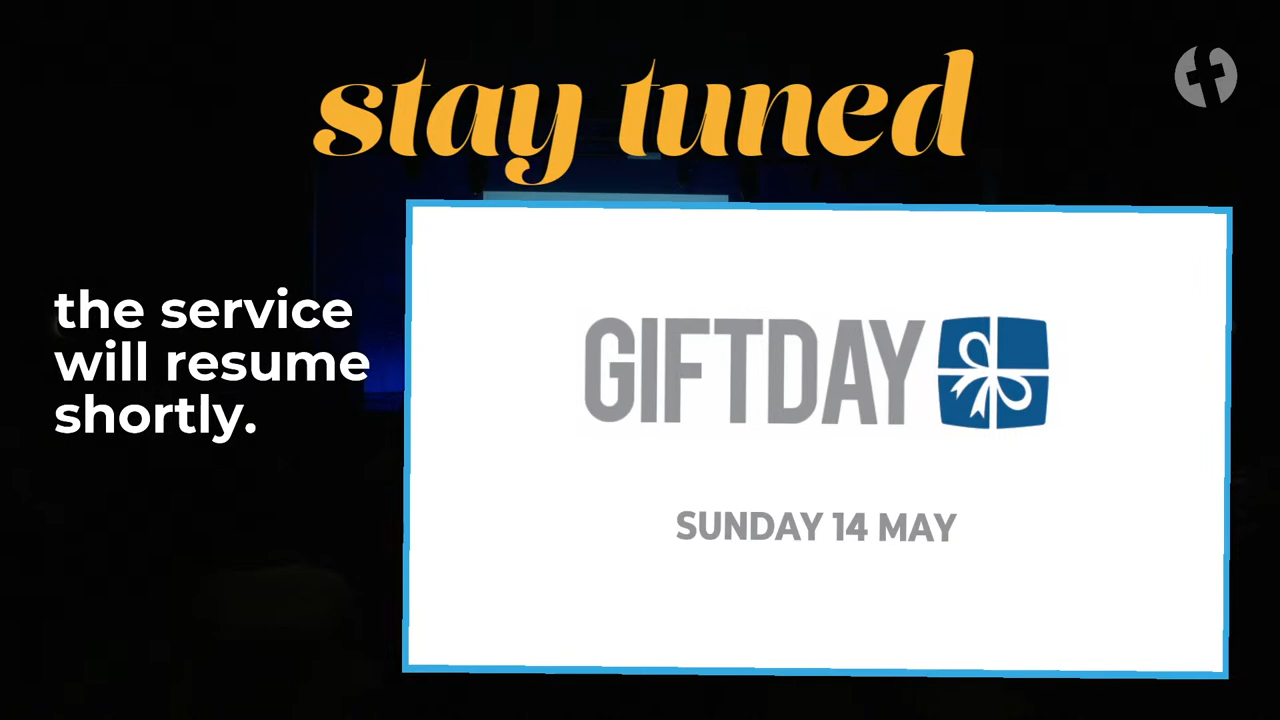 stay tuned
the service
will resume
shortly.
GIFTDAY
SUNDAY 14 MAY